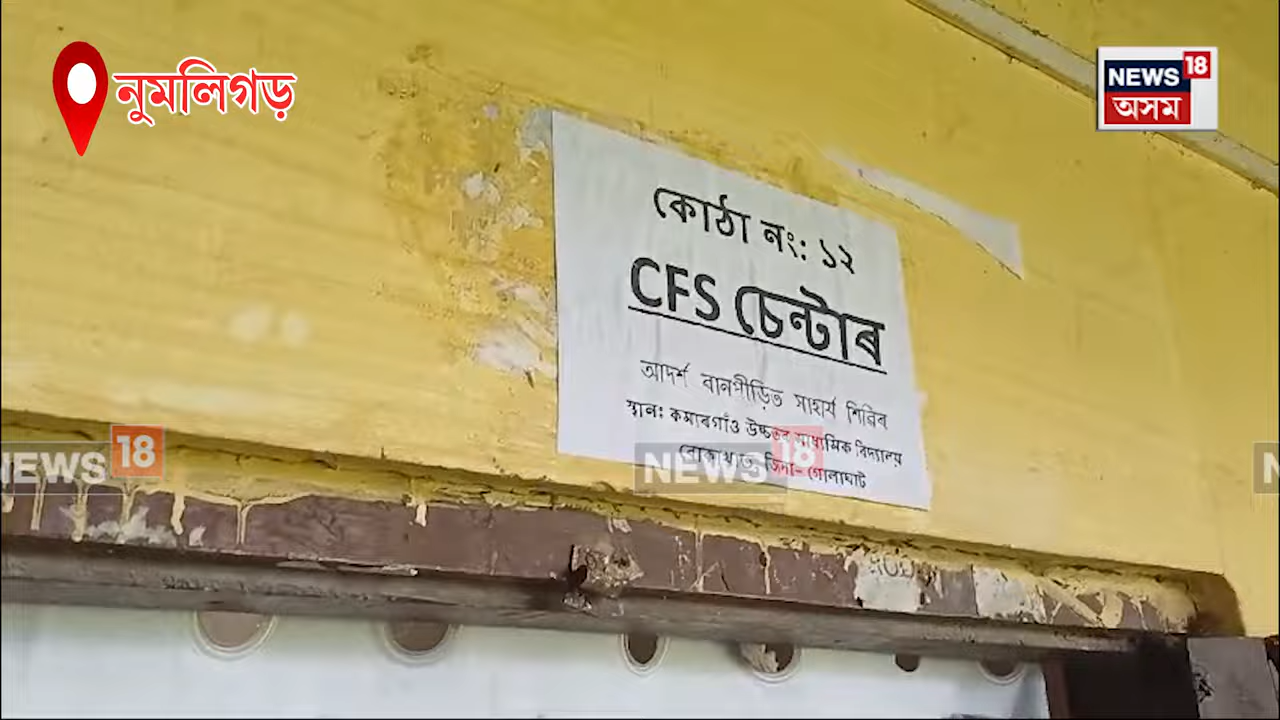 নুমলিগড়
NEWS 18
অসম
কোঠা নং: ১২
CFS চেন্টাৰ
আদৰ্শ বানপীড়িত সাহাৰ্য শিৱিৰ
স্থান: কমাৰগাঁও উচ্চতৰ মাধ্যমিক বিদ্যালয়
বোকাখাত, জিলা- গোলাঘাট
NEWS 18
NEWS 18
N